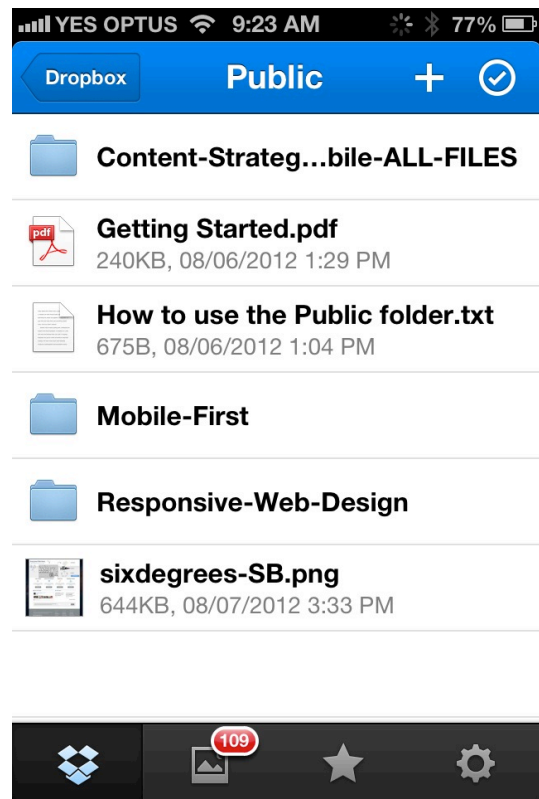 YES OPTUS 9:23 AM 77%
Dropbox Public
Content-Strateg...bile-ALL-FILES
pdf
Getting Started.pdf
240KB, 08/06/2012 1:29 PM
How to use the Public folder.txt
675B, 08/06/2012 1:04 PM
Mobile-First
Responsive-Web-Design
sixdegrees-SB.png
644KB, 08/07/2012 3:33 PM
109